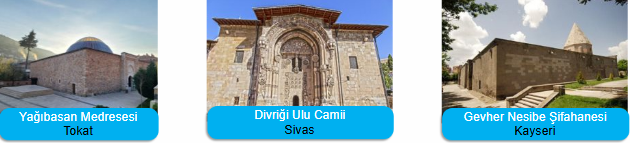 Yağıbasan Medresesi
Tokat
Divriği Ulu Camii
Sivas
Gevher Nesibe Şifahanesi
Kayseri